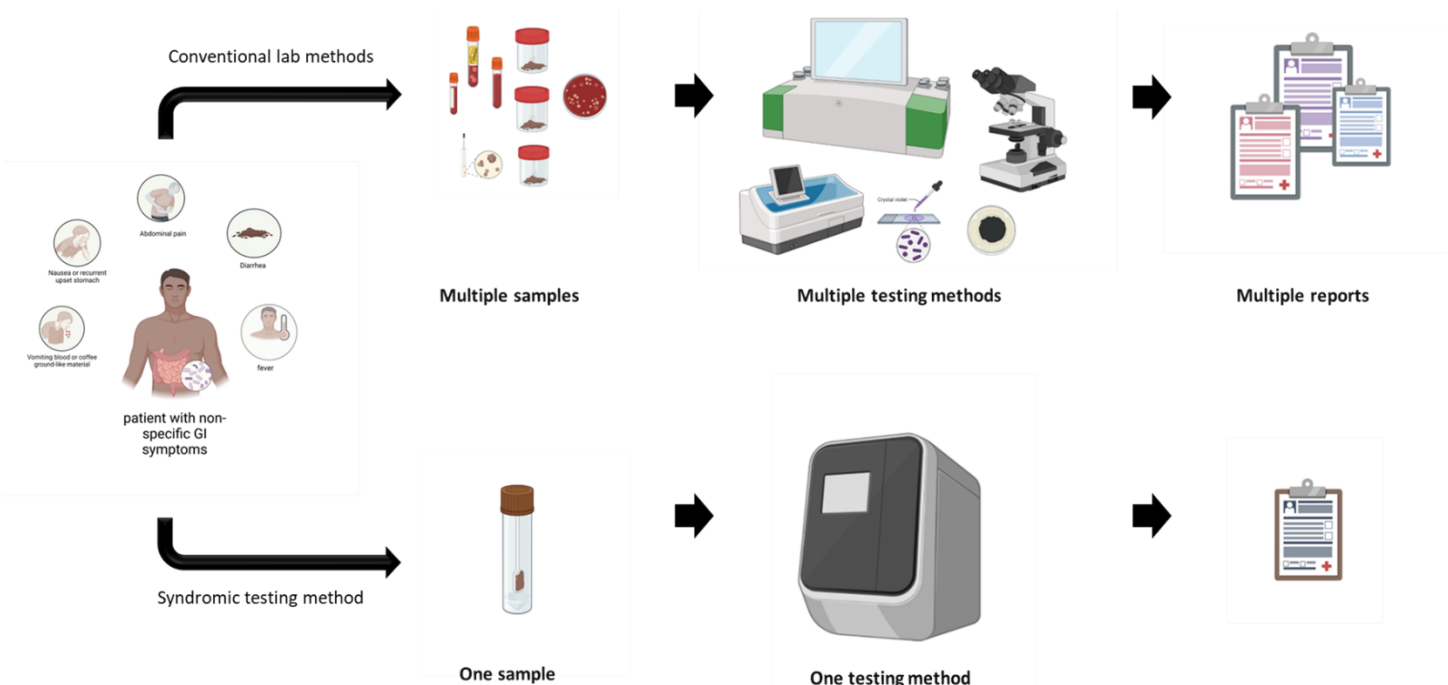 Conventional lab methods
Multiple samples
Crystal violet
Multiple testing methods
Multiple reports
Abdominal pain
Nausea or recurrent
upset stomach
Diarrhea
Vomiting blood or coffee
ground-like material
fever
patient with non-
specific GI
symptoms
Syndromic testing method
One sample
One testing method